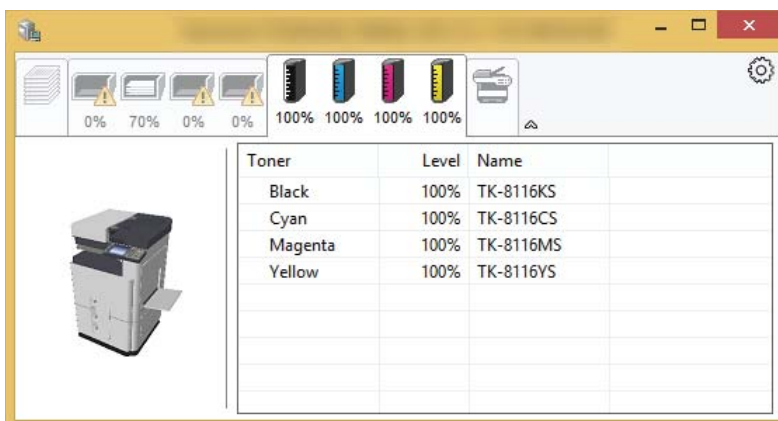 0% 70% 0% 0% 100% 100% 100% 100%
Toner Level Name
Black 100% TK-8116KS
Cyan 100% TK-8116CS
Magenta 100% TK-8116MS
Yellow 100% TK-8116YS